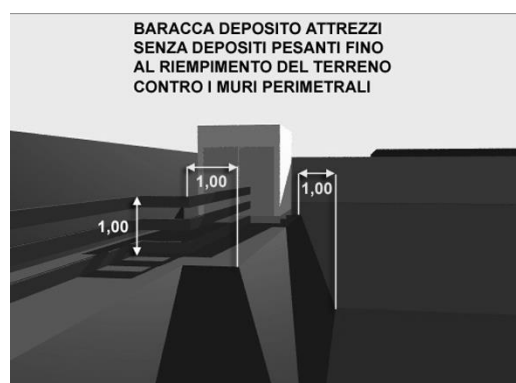 BARACCA DEPOSITO ATTREZZI
SENZA DEPOSITI PESANTI FINO
AL RIEMPIMENTO DEL TERRENO
CONTRO I MURI PERIMETRALI
1,00
1,00
1,00